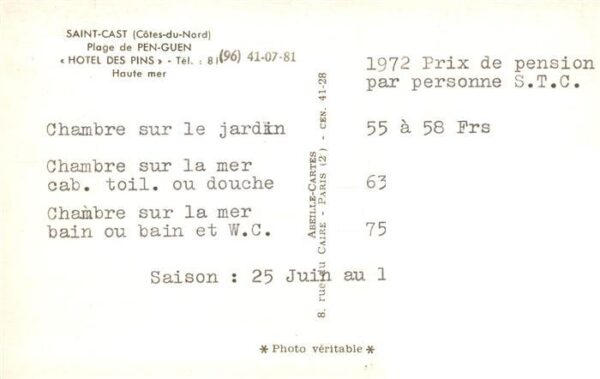 SAINT-CAST (Côtes-du-Nord)
Plage de PEN-GUEN
« HOTEL DES PINS » - Tél. : 81 (96) 41-07-81
Haute mer
1972 Prix de pension
par personne S.T.C.
Chambre sur le jardin 55 à 58 Frs
Chambre sur la mer
cab. toil. ou douche 63
Chambre sur la mer
bain ou bain et W.C. 75
Saison : 25 Juin au 1
ABEILLE-CARTES
8, rue du CAIRE - PARIS (2) - CEN. 41-28
* Photo véritable *